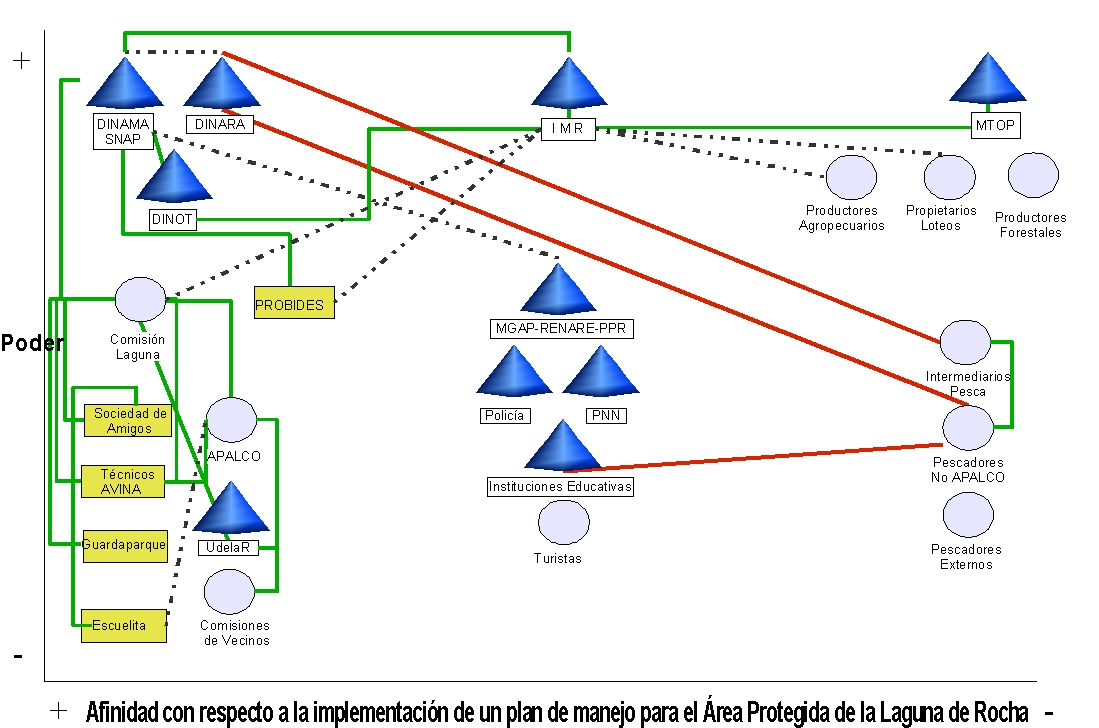 +
DINAMA
SNAP
DINARA
I M R
MTOP
DINOT
Productores
Agropecuarios
Propietarios
Loteos
Productores
Forestales
PROBIDES
MGAP-RENARE-PPR
Poder
Comisión
Laguna
Policía
PNN
Intermediarios
Pesca
Sociedad de
Amigos
APALCO
Técnicos
AVINA
Instituciones Educativas
Pescadores
No APALCO
Guardaparque
UdelaR
Turistas
Pescadores
Externos
Escuelita
Comisiones
de Vecinos
-
+ Afinidad con respecto a la implementación de un plan de manejo para el Área Protegida de la Laguna de Rocha -